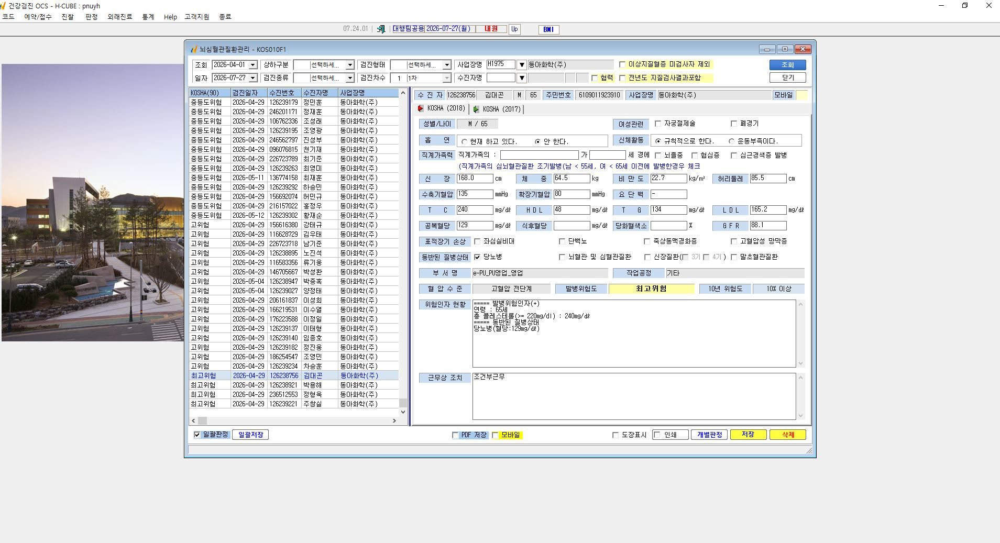 건강검진 OCS - H·CUBE : pnuyh
코드 예약/접수 진찰 판정 외래진료 통계 Help 고객지원 종료
07.24.01 대행팀공용 2026-07-27(월) 내원 Up BMI
뇌심혈관질환관리 - KOS010F1
조회 2026-04-01 상하구분 선택하세... 검진형태 선택하세... 사업장명 H1975 동아화학(주) 이상지질혈증 미검사자 제외 조회
일자 2026-07-27 검진종류 선택하세... 검진차수 1 1차 수진자명 협력 전년도 지질검사결과포함 닫기
KOSHA(90) 검진일자 수진번호 수진자명 사업장명
중등도위험 2026-04-29 126239179 정민훈 동아화학(주)
중등도위험 2026-04-29 246201171 정재훈 동아화학(주)
중등도위험 2026-04-29 106762336 조성래 동아화학(주)
중등도위험 2026-04-29 126239195 조영광 동아화학(주)
중등도위험 2026-04-29 246562797 진성부 동아화학(주)
중등도위험 2026-04-29 096076815 천기재 동아화학(주)
중등도위험 2026-04-29 226723789 최기준 동아화학(주)
중등도위험 2026-04-29 126239263 최영미 동아화학(주)
중등도위험 2026-05-11 136774158 최재훈 동아화학(주)
중등도위험 2026-04-29 126239292 하승민 동아화학(주)
중등도위험 2026-04-29 156692074 허민규 동아화학(주)
중등도위험 2026-04-29 216157022 홍정우 동아화학(주)
중등도위험 2026-05-12 126239302 황재순 동아화학(주)
고위험 2026-04-29 156616380 강태규 동아화학(주)
고위험 2026-04-29 116628729 김우태 동아화학(주)
고위험 2026-04-29 226723718 남기준 동아화학(주)
고위험 2026-04-29 126238895 노진석 동아화학(주)
고위험 2026-04-29 116583356 류기웅 동아화학(주)
고위험 2026-04-29 146705667 박성환 동아화학(주)
고위험 2026-05-04 126238947 박종혹 동아화학(주)
고위험 2026-05-04 126239027 양정태 동아화학(주)
고위험 2026-04-29 206161837 이성희 동아화학(주)
고위험 2026-04-29 166219531 이수열 동아화학(주)
고위험 2026-04-29 176223588 이정일 동아화학(주)
고위험 2026-04-29 126239137 이태형 동아화학(주)
고위험 2026-04-29 126239140 임종호 동아화학(주)
고위험 2026-04-29 126239182 정진웅 동아화학(주)
고위험 2026-04-29 186254547 조영민 동아화학(주)
고위험 2026-04-29 126239234 차승훈 동아화학(주)
최고위험 2026-04-29 126238756 김대곤 동아화학(주)
최고위험 2026-04-29 126238921 박용해 동아화학(주)
최고위험 2026-04-29 236512553 정형욱 동아화학(주)
최고위험 2026-04-29 126239221 주창실 동아화학(주)
일괄판정 일괄저장
수 진 자 126238756 김대곤 M 65 주민번호 6109011923910 사업장명 동아화학(주) 모바일
KOSHA (2018) KOSHA (2017)
성별/나이 M / 65 여성관련 자궁절제술 폐경기
흡 연 현재 하고 있다. 안 한다. 신체활동 규칙적으로 한다. 운동부족이다.
직계가족력 직계가족의 : 가 세 경에 뇌졸중 협심증 심근경색증 발병
(직계가족의 심뇌혈관질환 조기발병(남 < 55세, 여 < 65세 이전에 발병한경우 체크
신 장 168.0 cm 체 중 64.5 kg 비 만 도 22.7 kg/m² 허리둘레 85.5 cm
수축기혈압 135 mmHg 확장기혈압 80 mmHg 요 단 백 -
T C 240 mg/dℓ H D L 48 mg/dℓ T G 134 mg/dℓ L D L 165.2 mg/dℓ
공복혈당 129 mg/dℓ 식후혈당 mg/dℓ 당화혈색소 % G F R 88.1
표적장기 손상 좌심실비대 단백뇨 죽상동맥경화증 고혈압성 망막증
동반된 질병상태 당뇨병 뇌혈관 및 심혈관질환 신장질환( 3기 4기 ) 말초혈관질환
부 서 명 e-PU_PU영업_영업 작업공정 기타
혈 압 수 준 고혈압 전단계 발병위험도 최고위험 10년 위험도 10% 이상
위험인자 현황 ===== 발병위험인자(+)
연령 : 65세
총 콜레스테롤(>= 220mg/dl) : 240mg/dℓ
===== 동반된 질병상태
당뇨병(혈당:129mg/dℓ)
근무상 조치 조건부근무
PDF 저장 모바일 도장표시 인쇄 개별판정 저장 삭제